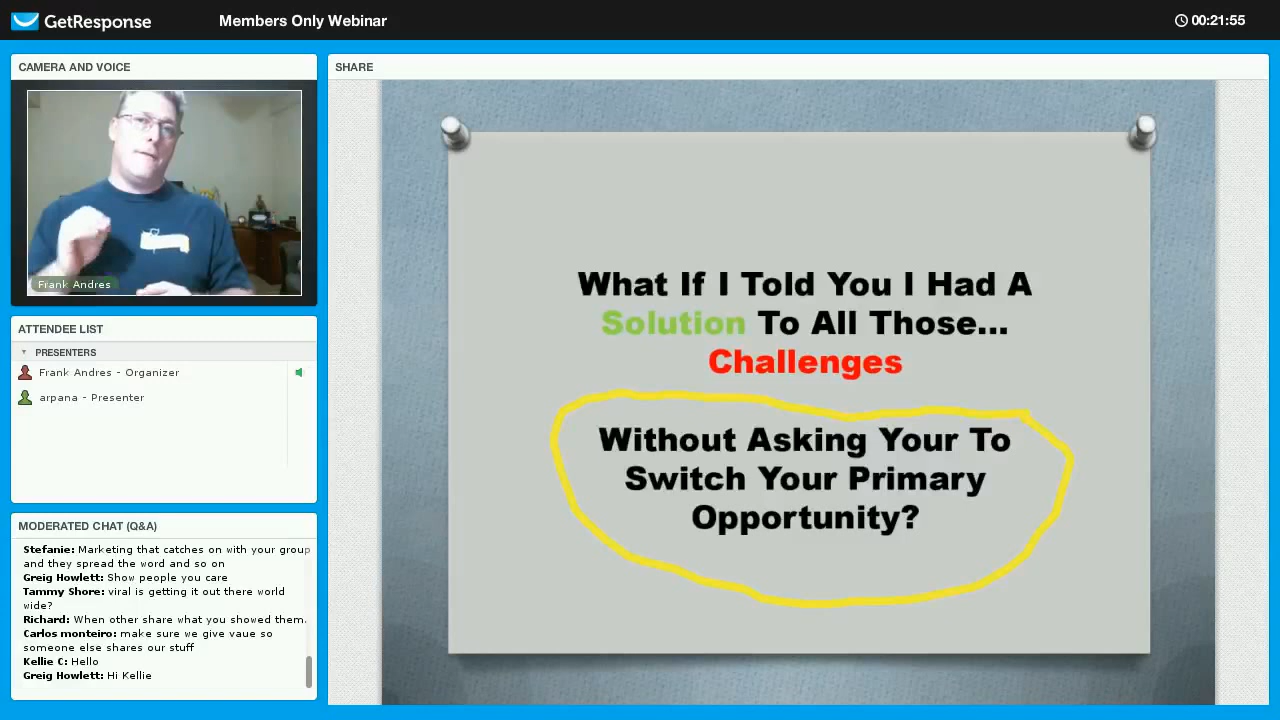 GetResponse
Members Only Webinar
00:21:55
CAMERA AND VOICE
Frank Andres
ATTENDEE LIST
PRESENTERS
Frank Andres - Organizer
arpana - Presenter
MODERATED CHAT (Q&A)
Stefanie: Marketing that catches on with your group
and they spread the word and so on
Greig Howlett: Show people you care
Tammy Shore: viral is getting it out there world
wide?
Richard: When other share what you showed them.
Carlos monteiro: make sure we give vaue so
someone else shares our stuff
Kellie C: Hello
Greig Howlett: Hi Kellie
SHARE
What If I Told You I Had A
Solution To All Those...
Challenges
Without Asking Your To
Switch Your Primary
Opportunity?